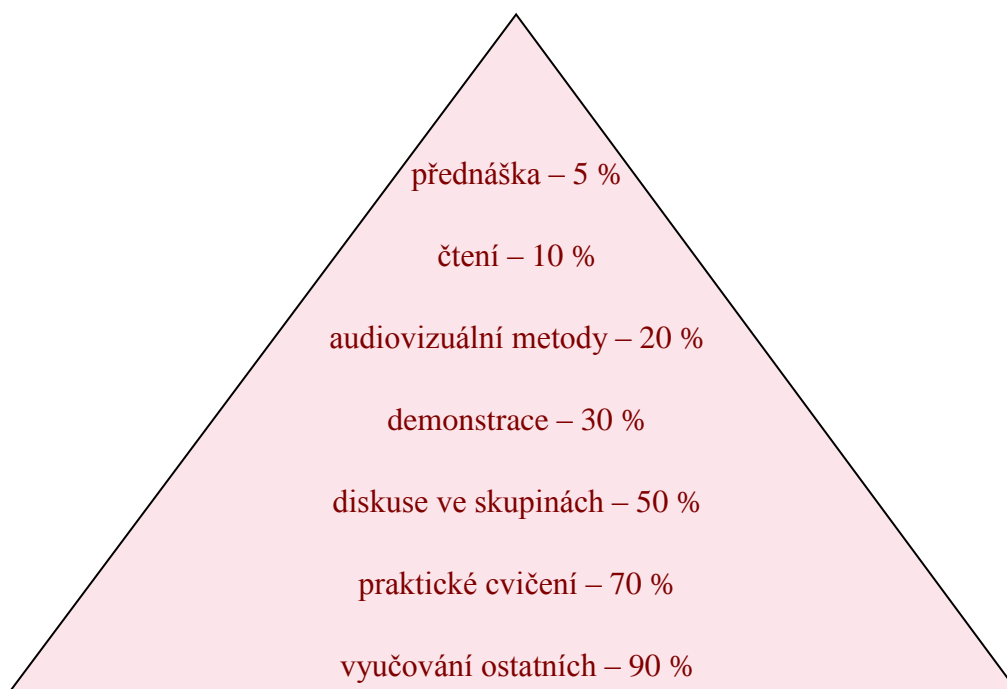 přednáška – 5 %
čtení – 10 %
audiovizuální metody – 20 %
demonstrace – 30 %
diskuse ve skupinách – 50 %
praktické cvičení – 70 %
vyučování ostatních – 90 %